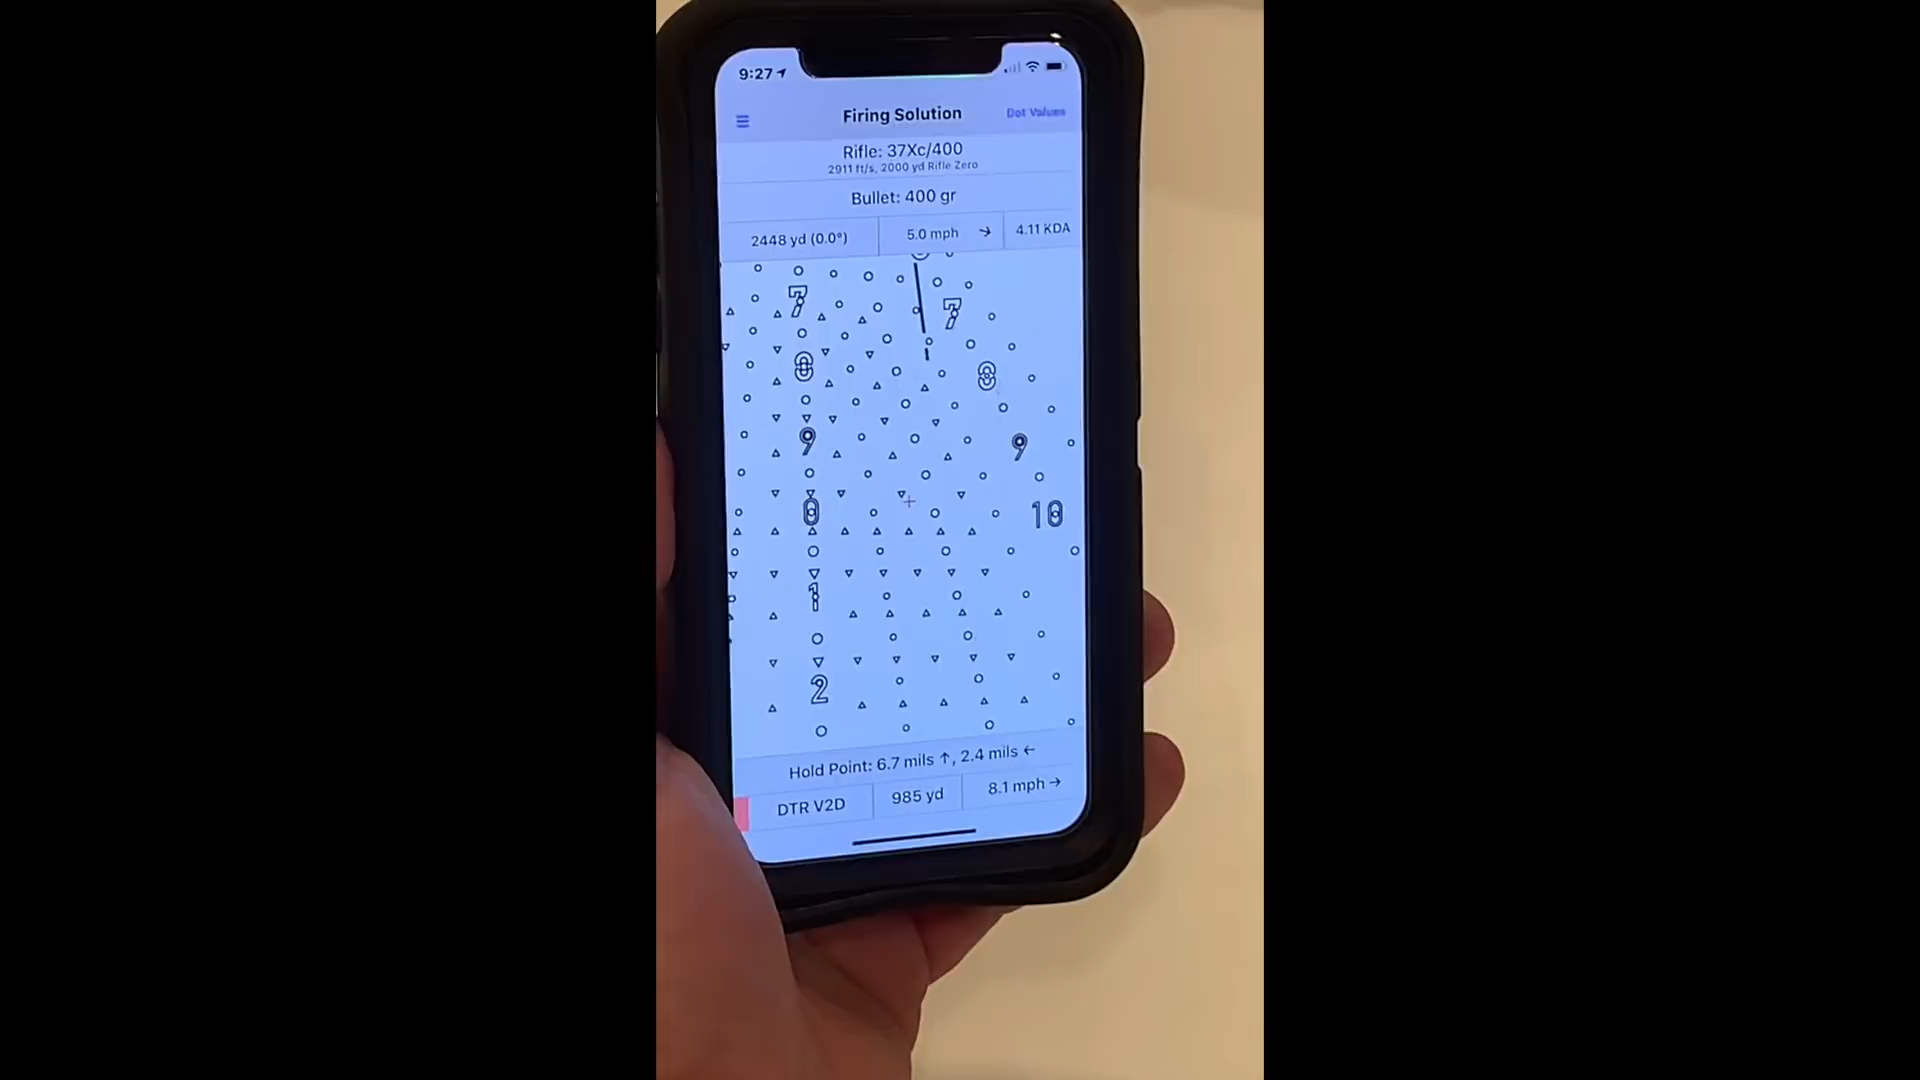 9:27
Firing Solution
Dot Values
Rifle: 37Xc/400
2911 ft/s, 2000 yd Rifle Zero
Bullet: 400 gr
2448 yd (0.0°)
5.0 mph →
4.11 KDA
7 7
8 8
9 9
0 10
1
2
Hold Point: 6.7 mils ↑, 2.4 mils ←
DTR V2D
985 yd
8.1 mph →